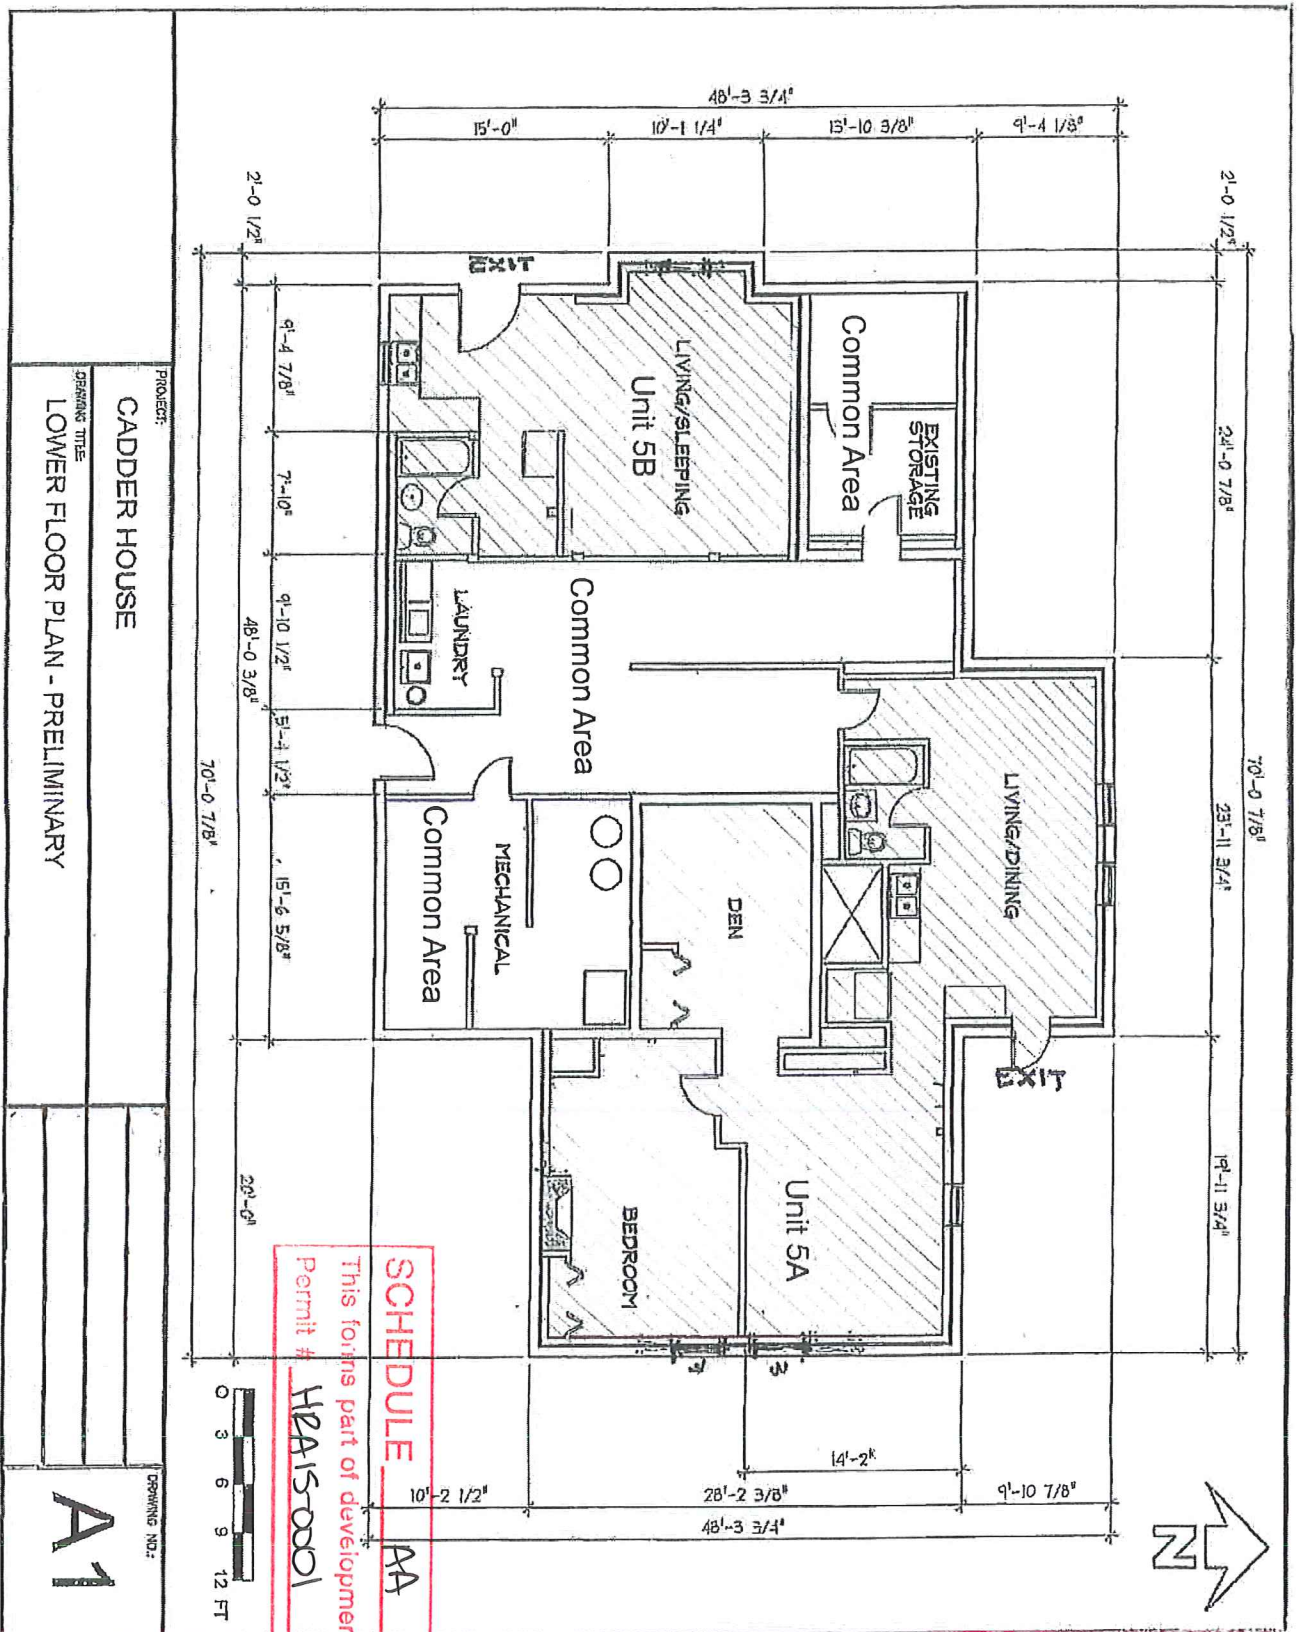 48'-3 3/4"
15'-0"
10'-1 1/4"
13'-10 3/8"
9'-4 1/8"
2'-0 1/2"
2'-0 1/2"
70'-0 7/8"
24'-0 7/8"
23'-11 3/4"
19'-11 3/4"
EXIT
LIVING/SLEEPING
Unit 5B
Common Area
EXISTING
STORAGE
9'-4 7/8"
7'-10"
9'-10 1/2"
5'-4 1/2"
15'-6 5/8"
48'-0 3/8"
20'-0"
70'-0 7/8"
LAUNDRY
Common Area
LIVING/DINING
MECHANICAL
Common Area
DEN
EXIT
BEDROOM
Unit 5A
14'-2"
10'-2 1/2"
28'-2 3/8"
9'-10 7/8"
48'-3 3/4"
SCHEDULE AA
This forms part of developmen
Permit # HRA15-0001
0 3 6 9 12 FT
N
PROJECT:
CADDER HOUSE
DRAWING TITLE:
LOWER FLOOR PLAN - PRELIMINARY
DRAWING NO.:
A1